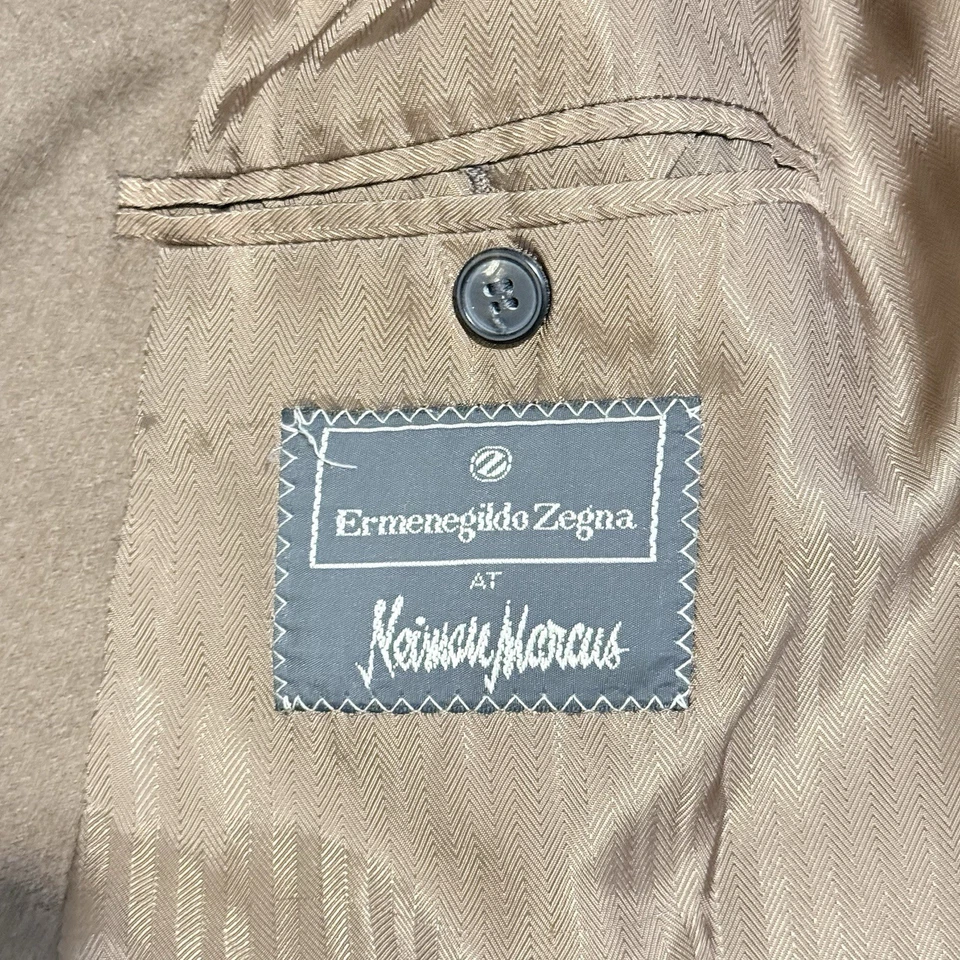 Ermenegildo Zegna
AT
Neiman Marcus